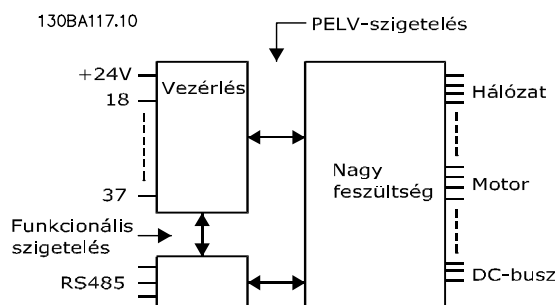 130BA117.10
PELV-szigetelés
+24V
18
37
Vezérlés
Nagy
feszültség
Hálózat
Motor
DC-busz
Funkcionális
szigetelés
RS485